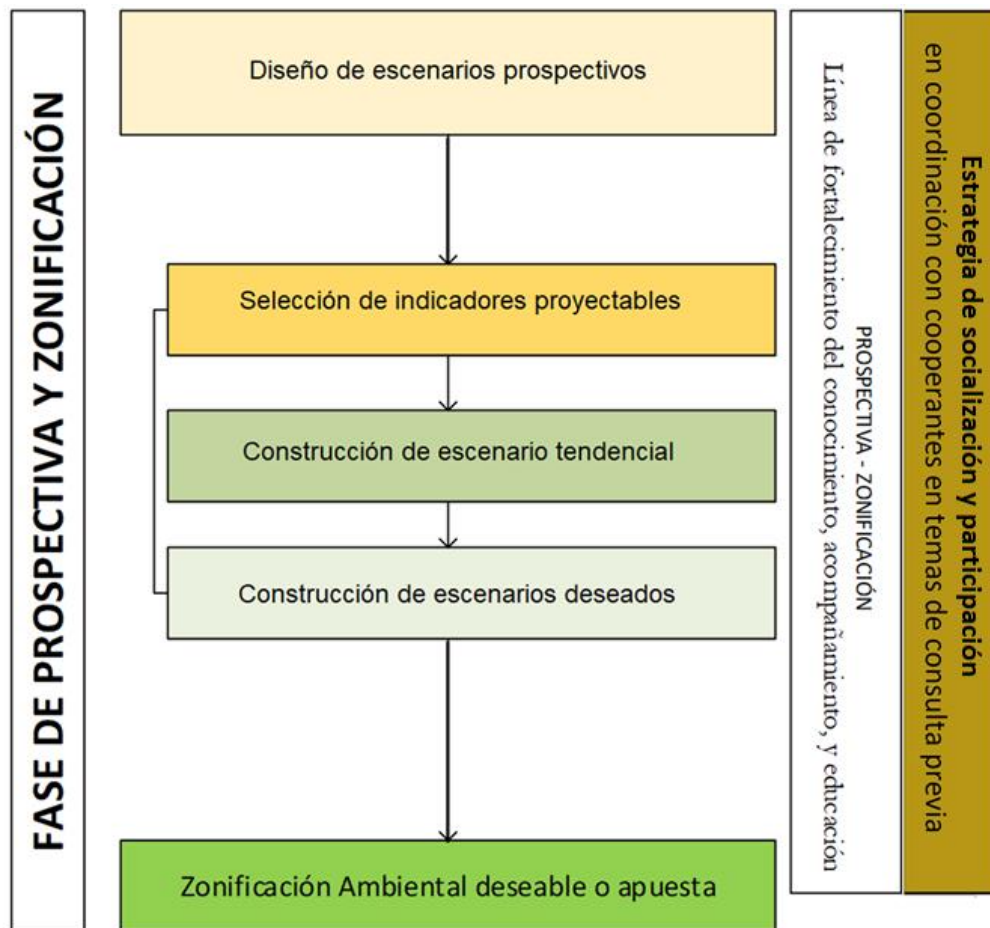 FASE DE PROSPECTIVA Y ZONIFICACIÓN
Diseño de escenarios prospectivos
Selección de indicadores proyectables
Construcción de escenario tendencial
Construcción de escenarios deseados
Zonificación Ambiental deseable o apuesta
PROSPECTIVA - ZONIFICACIÓN
Línea de fortalecimiento del conocimiento, acompañamiento, y educación
Estrategia de socialización y participación
en coordinación con cooperantes en temas de consulta previa